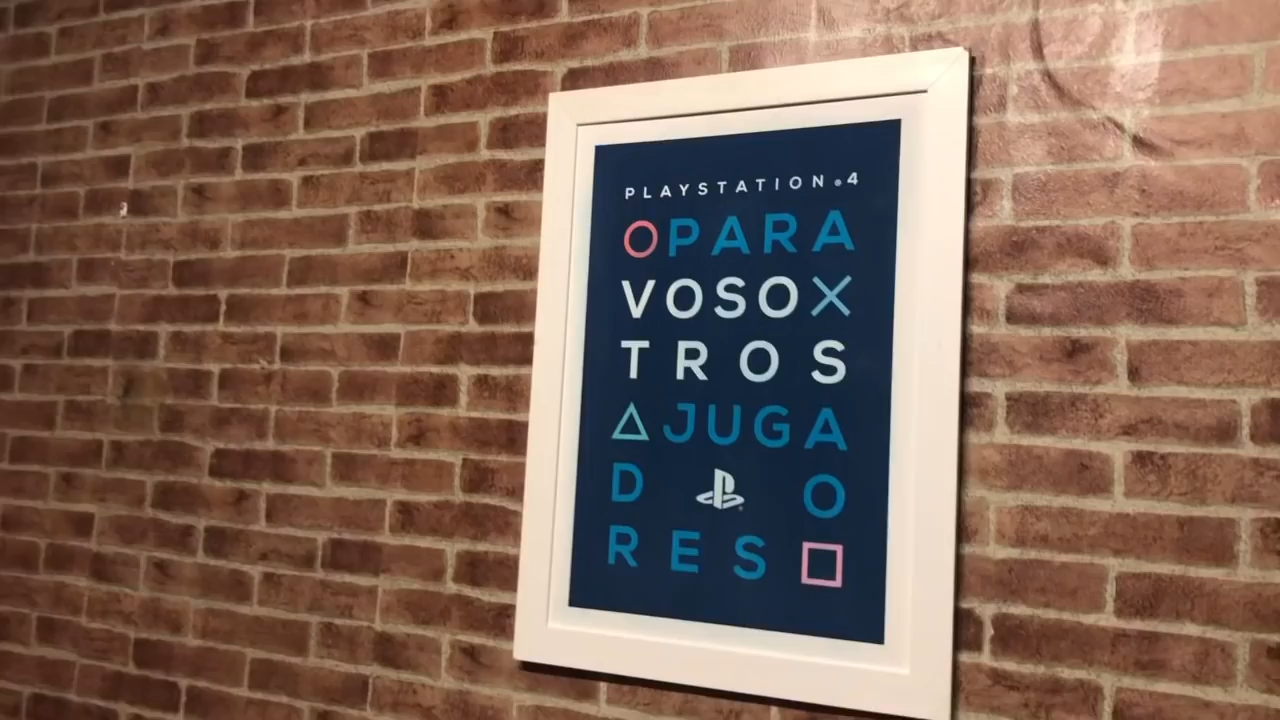 PLAYSTATION®4
PARA
VOSO
TROS
JUGA
D O
RES